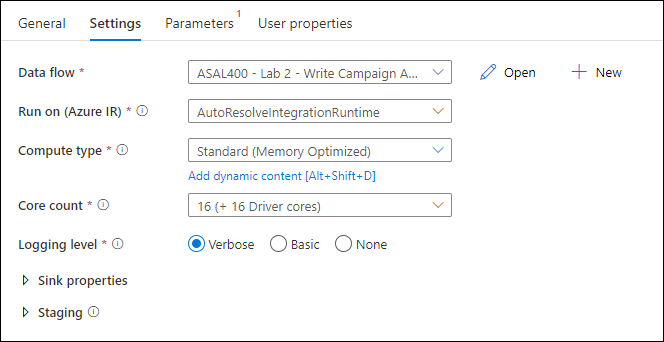 General Settings Parameters 1 User properties
Data flow * ASAL400 - Lab 2 - Write Campaign A... Open New
Run on (Azure IR) * AutoResolveIntegrationRuntime
Compute type * Standard (Memory Optimized)
Add dynamic content [Alt+Shift+D]
Core count * 16 (+ 16 Driver cores)
Logging level * Verbose Basic None
Sink properties
Staging